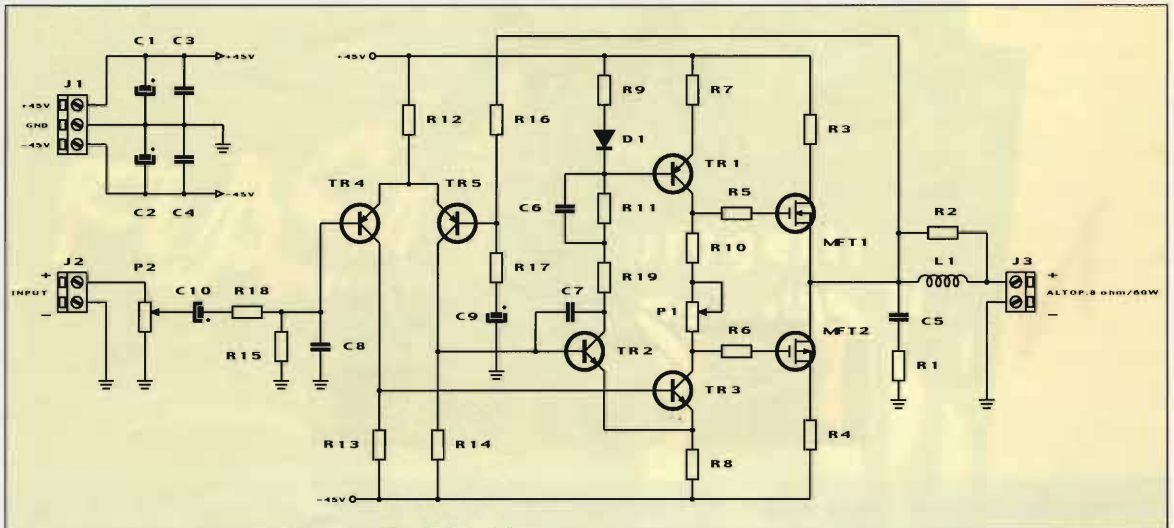 C1 C3
+45V
J1
+45V
GND
-45V
-45V
C2 C4
J2
+
INPUT
-
P2
C10
R18
R15
C8
+45V
R12
R16
TR4
TR5
R17
C9
R13
R14
-45V
R9
D1
C6
R11
R19
C7
TR2
R7
TR1
R5
R10
P1
R6
TR3
R8
R3
MFT1
MFT2
R4
R2
L1
C5
R1
J3
+
ALTOP.8 ohm/60W
-